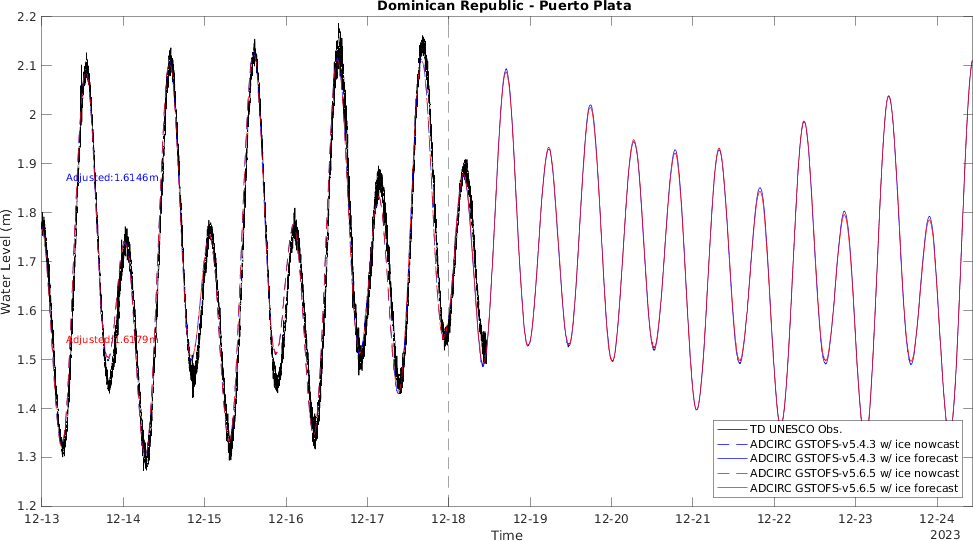 Dominican Republic - Puerto Plata
2.2
2.1
2
1.9
1.8
1.7
1.6
1.5
1.4
1.3
1.2
Water Level (m)
Adjusted:1.6146m
Adjusted:1.6179m
TD UNESCO Obs.
ADCIRC GSTOFS-v5.4.3 w/ ice nowcast
ADCIRC GSTOFS-v5.4.3 w/ ice forecast
ADCIRC GSTOFS-v5.6.5 w/ ice nowcast
ADCIRC GSTOFS-v5.6.5 w/ ice forecast
12-13 12-14 12-15 12-16 12-17 12-18 12-19 12-20 12-21 12-22 12-23 12-24
Time
2023